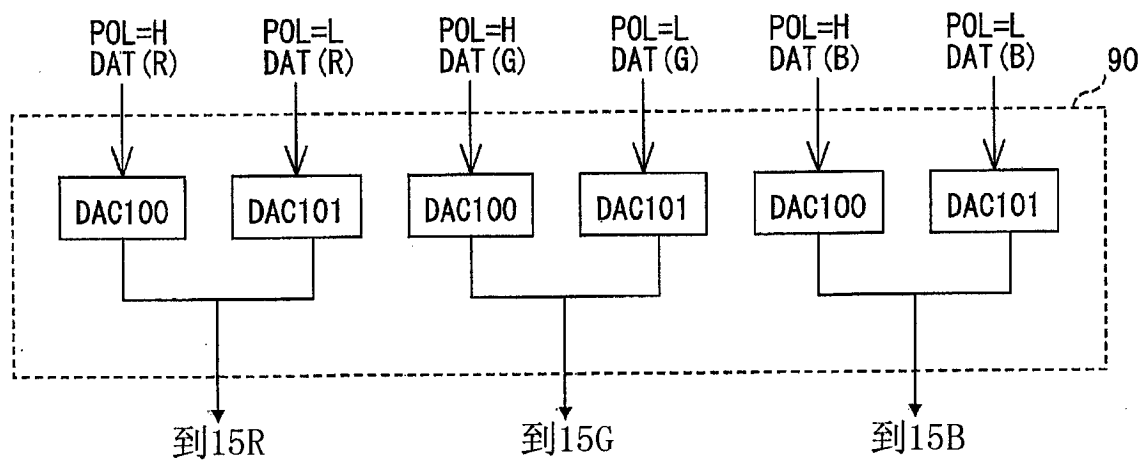 POL=H POL=L POL=H POL=L POL=H POL=L
DAT(R) DAT(R) DAT(G) DAT(G) DAT(B) DAT(B)
90
DAC100 DAC101 DAC100 DAC101 DAC100 DAC101
到15R 到15G 到15B